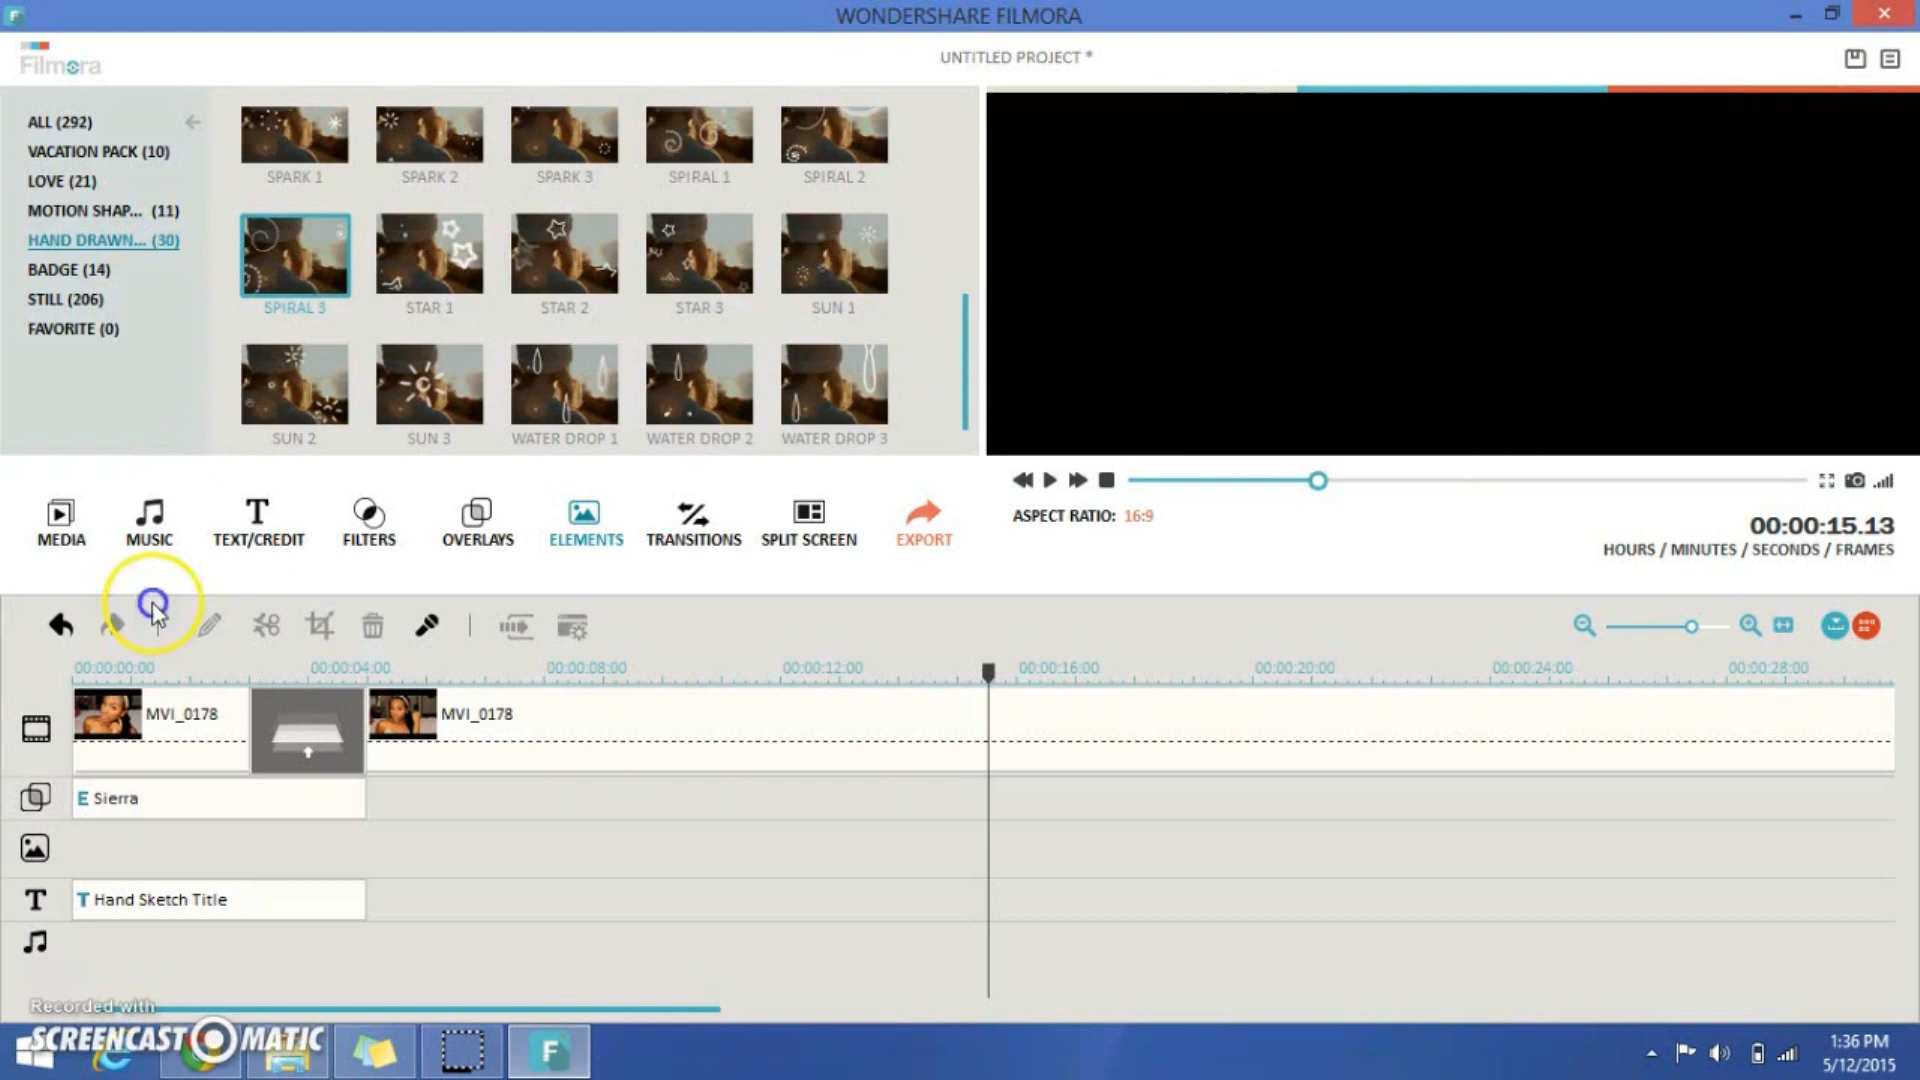 WONDERSHARE FILMORA
Filmora
UNTITLED PROJECT *
ALL (292)
VACATION PACK (10)
LOVE (21)
MOTION SHAP... (11)
HAND DRAWN... (30)
BADGE (14)
STILL (206)
FAVORITE (0)
SPARK 1 SPARK 2 SPARK 3 SPIRAL 1 SPIRAL 2
SPIRAL 3 STAR 1 STAR 2 STAR 3 SUN 1
SUN 2 SUN 3 WATER DROP 1 WATER DROP 2 WATER DROP 3
MEDIA MUSIC TEXT/CREDIT FILTERS OVERLAYS ELEMENTS TRANSITIONS SPLIT SCREEN EXPORT
ASPECT RATIO: 16:9
00:00:15.13
HOURS / MINUTES / SECONDS / FRAMES
00:00:00:00 00:00:04:00 00:00:08:00 00:00:12:00 00:00:16:00 00:00:20:00 00:00:24:00 00:00:28:00
MVI_0178 MVI_0178
E Sierra
T Hand Sketch Title
Recorded with
SCREENCAST O MATIC
1:36 PM
5/12/2015